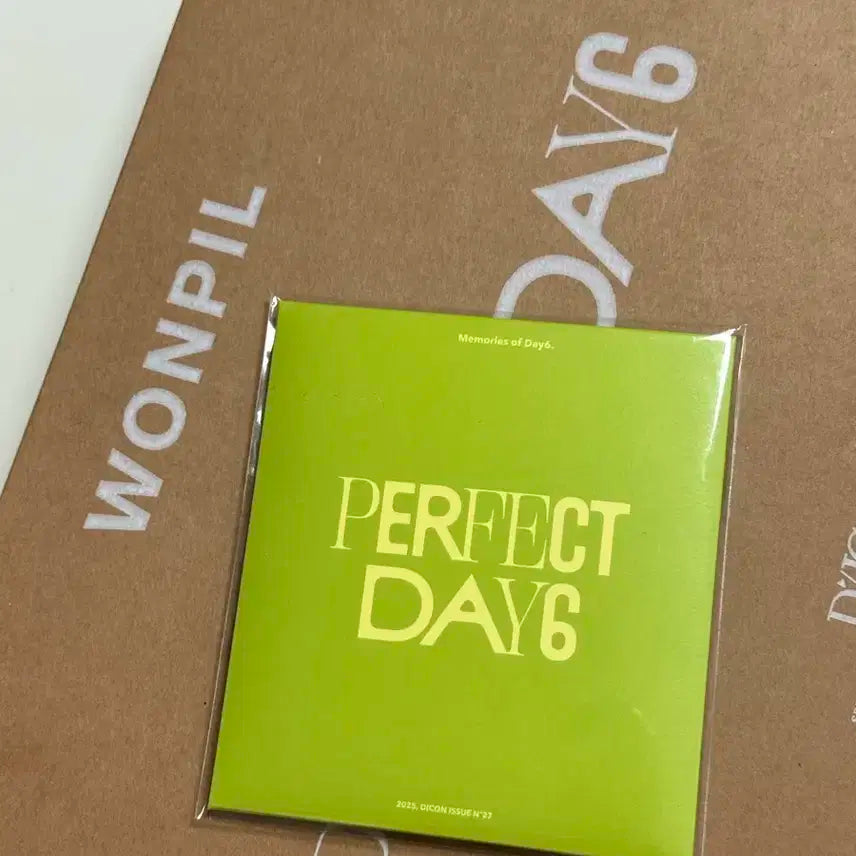 WONPIL
DAY6
Memories of Day6.
PERFECT
DAY6
2025, DICON ISSUE N°27